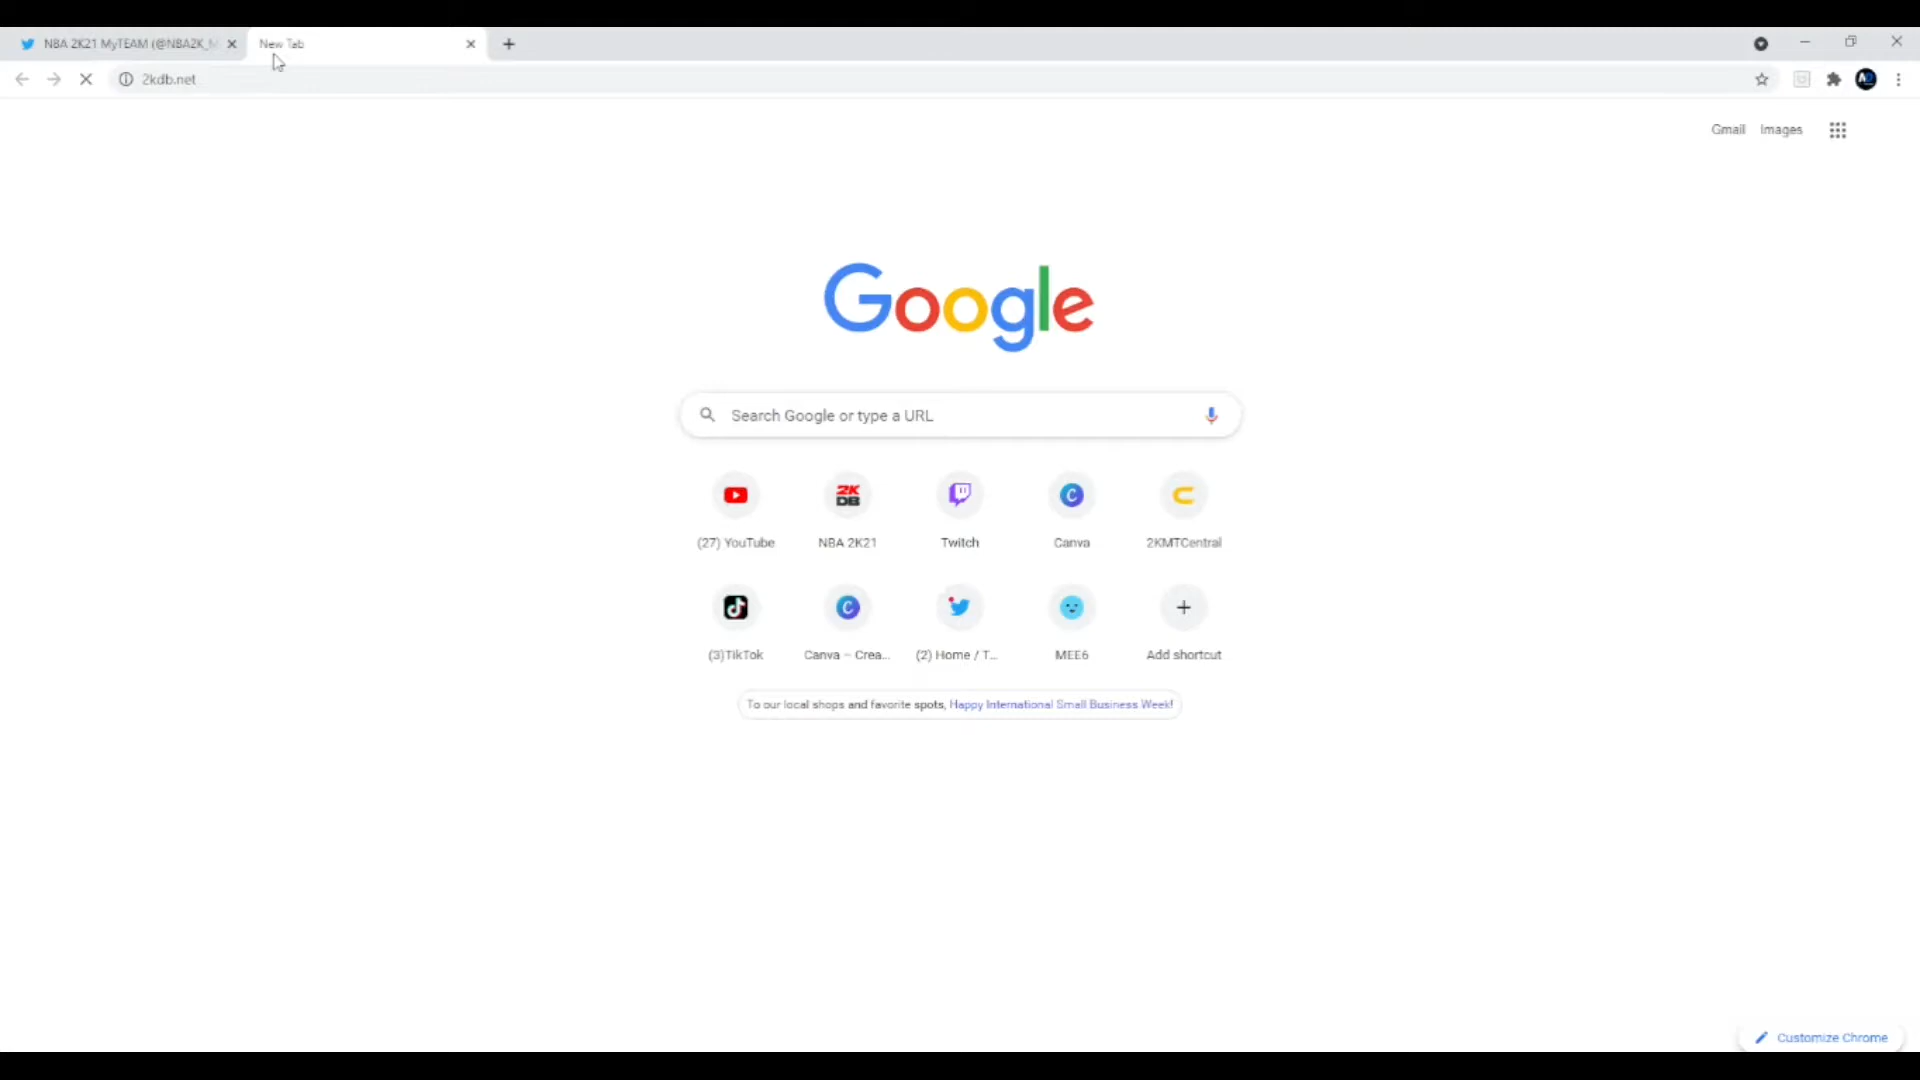 NBA 2K21 MyTEAM (@NBA2K_M
New Tab
2kdb.net
Gmail Images
Google
Search Google or type a URL
2K
DB
(27) YouTube NBA 2K21 Twitch Canva 2KMTCentral
(3)TikTok Canva – Crea... (2) Home / T... MEE6 Add shortcut
To our local shops and favorite spots, Happy International Small Business Week!
Customize Chrome